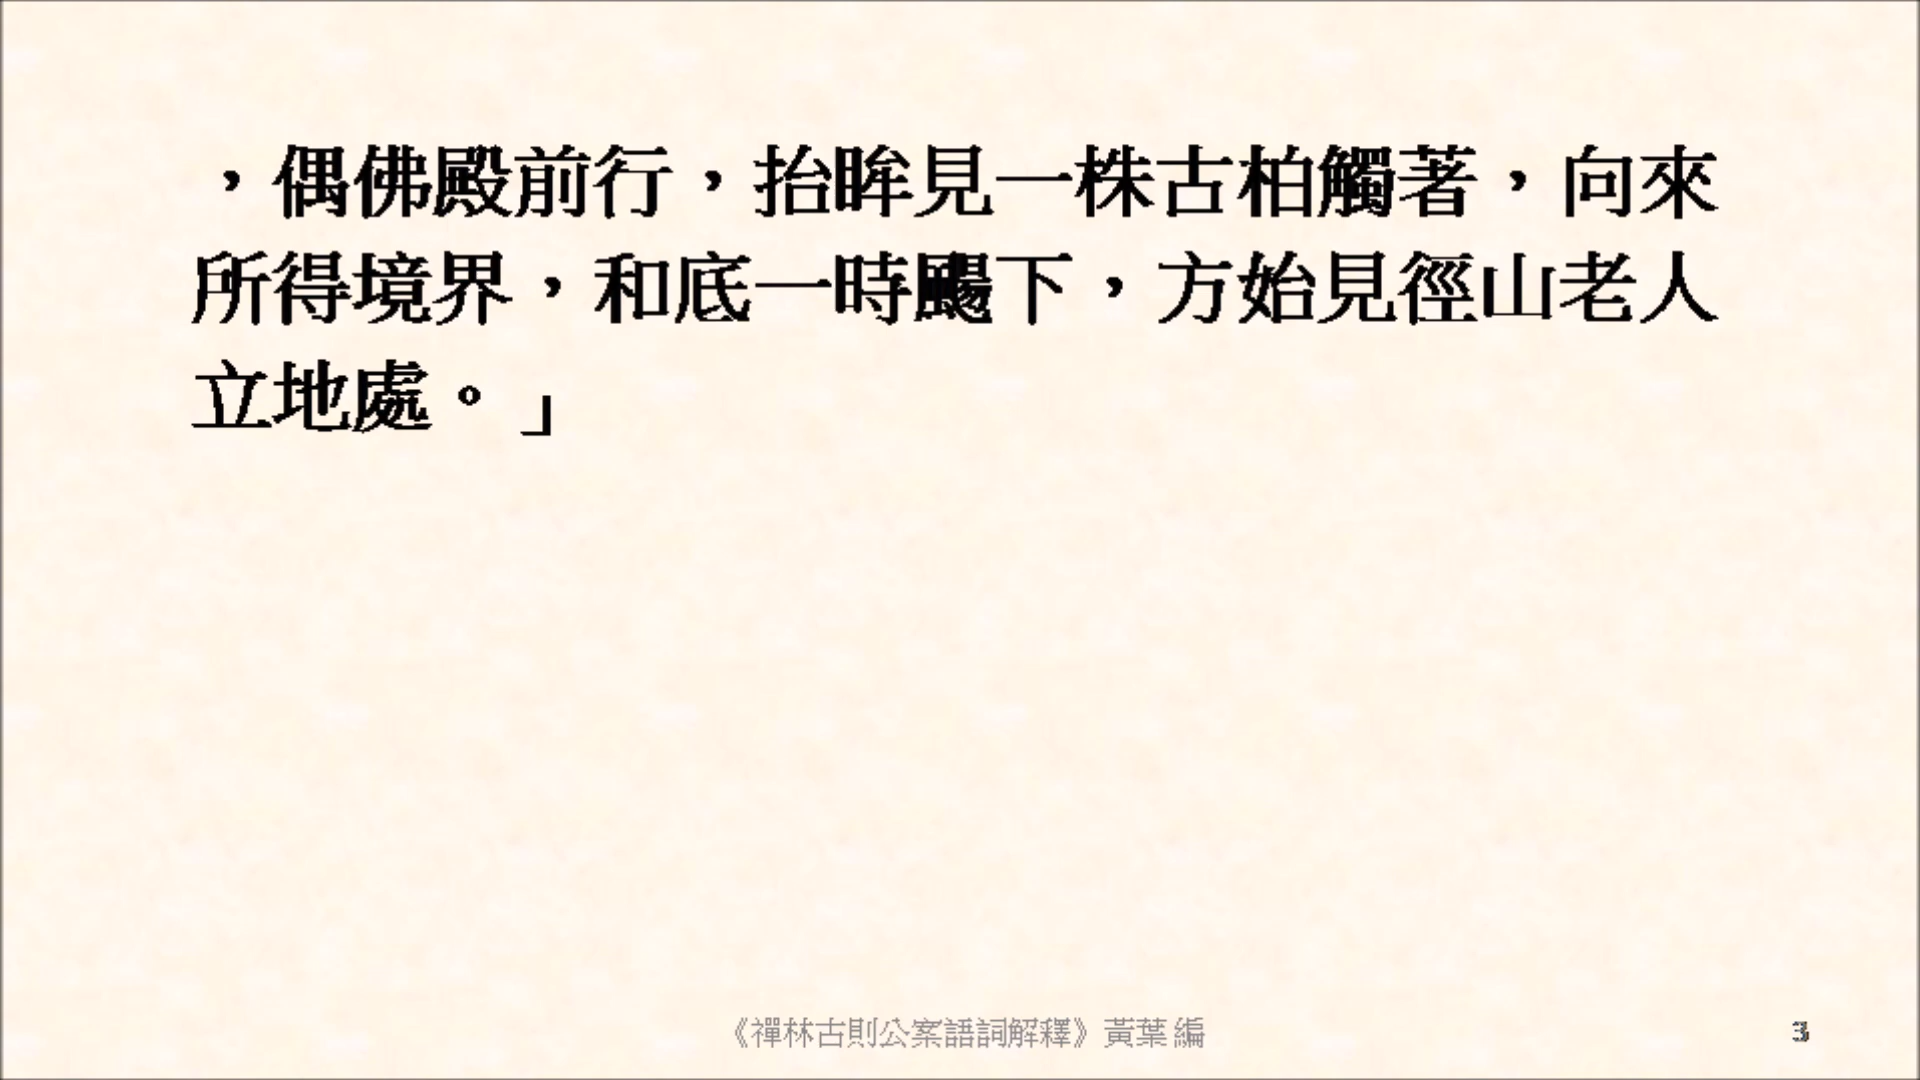 ，偶佛殿前行，抬眸見一株古柏觸著，向來
所得境界，和底一時颺下，方始見徑山老人
立地處。」
《禪林古則公案語詞解釋》黃葉 編
3